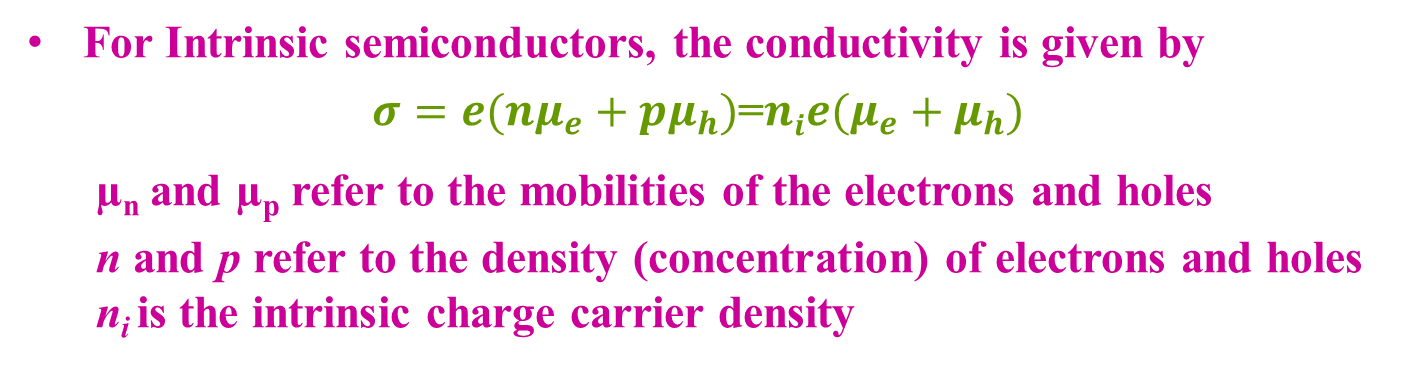 • For Intrinsic semiconductors, the conductivity is given by
σ = e(nμₑ + pμₕ)=nᵢe(μₑ + μₕ)
μₙ and μₚ refer to the mobilities of the electrons and holes
n and p refer to the density (concentration) of electrons and holes
nᵢ is the intrinsic charge carrier density